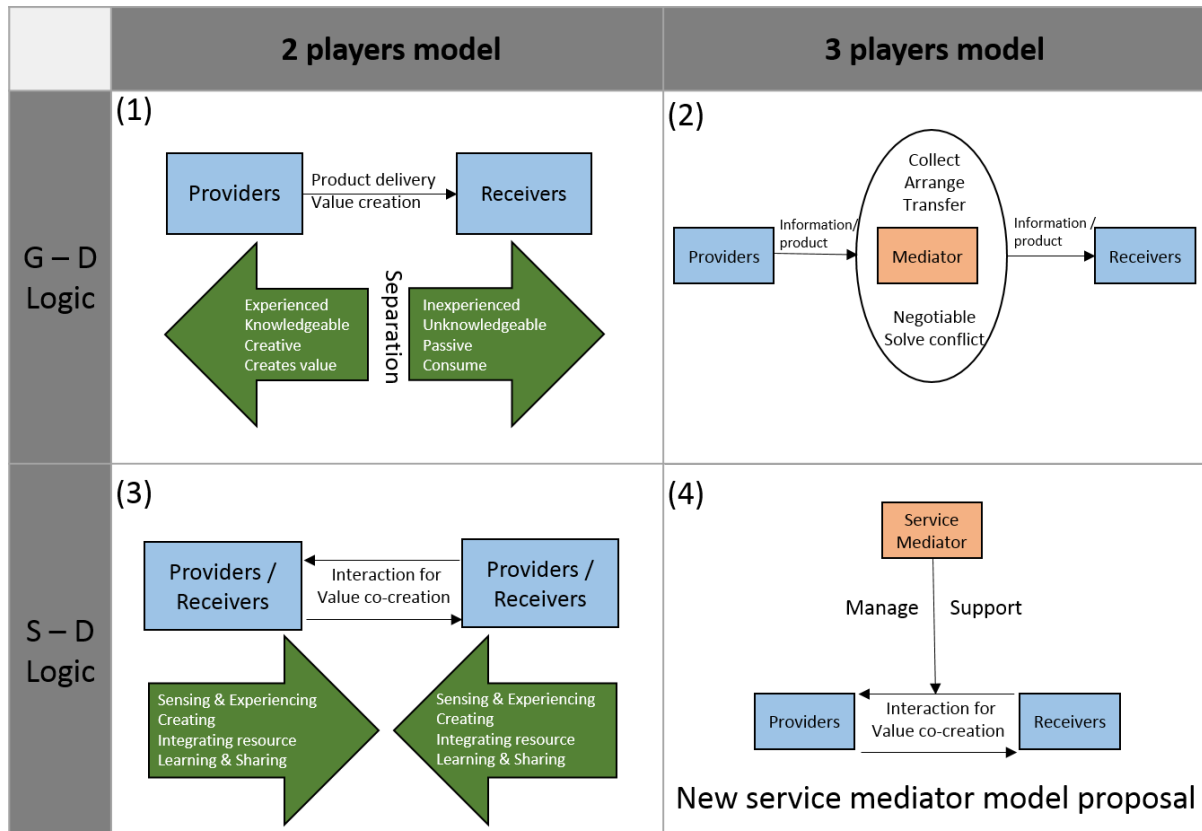 2 players model
3 players model
G – D
Logic
(1)
Providers
Product delivery
Value creation
Receivers
Experienced
Knowledgeable
Creative
Creates value
Separation
Inexperienced
Unknowledgeable
Passive
Consume
(2)
Collect
Arrange
Transfer
Providers
Information/
product
Mediator
Information /
product
Receivers
Negotiable
Solve conflict
S – D
Logic
(3)
Providers /
Receivers
Interaction for
Value co-creation
Providers /
Receivers
Sensing & Experiencing
Creating
Integrating resource
Learning & Sharing
Sensing & Experiencing
Creating
Integrating resource
Learning & Sharing
(4)
Service
Mediator
Manage
Support
Providers
Interaction for
Value co-creation
Receivers
New service mediator model proposal